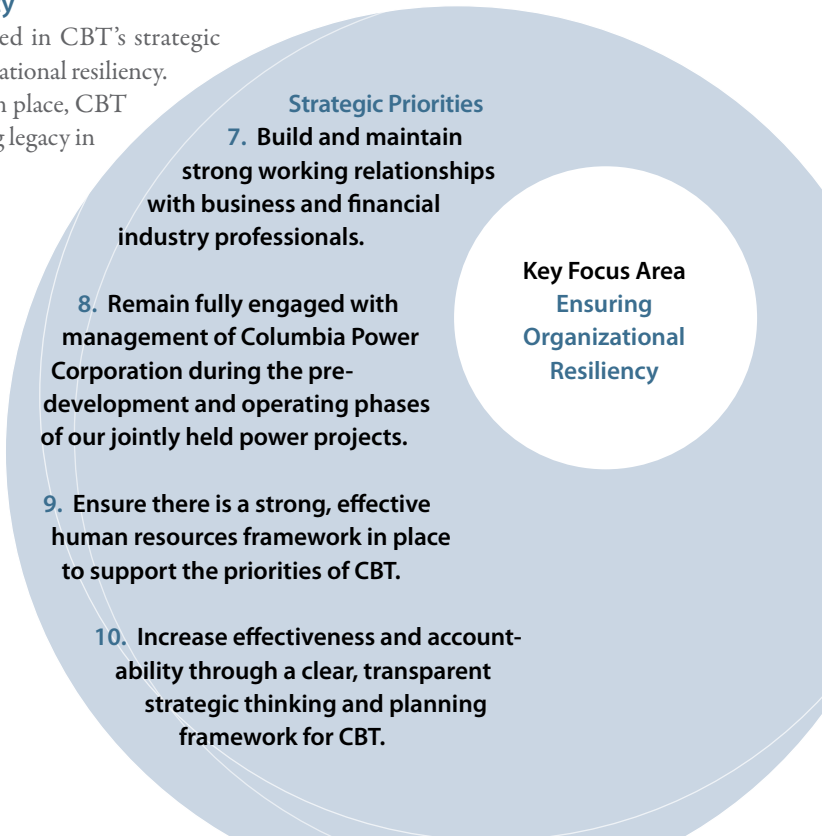 ed in CBT's strategic
ational resiliency.
n place, CBT
g legacy in
Strategic Priorities
7. Build and maintain
strong working relationships
with business and financial
industry professionals.
8. Remain fully engaged with
management of Columbia Power
Corporation during the pre-
development and operating phases
of our jointly held power projects.
9. Ensure there is a strong, effective
human resources framework in place
to support the priorities of CBT.
10. Increase effectiveness and account-
ability through a clear, transparent
strategic thinking and planning
framework for CBT.
Key Focus Area
Ensuring
Organizational
Resiliency